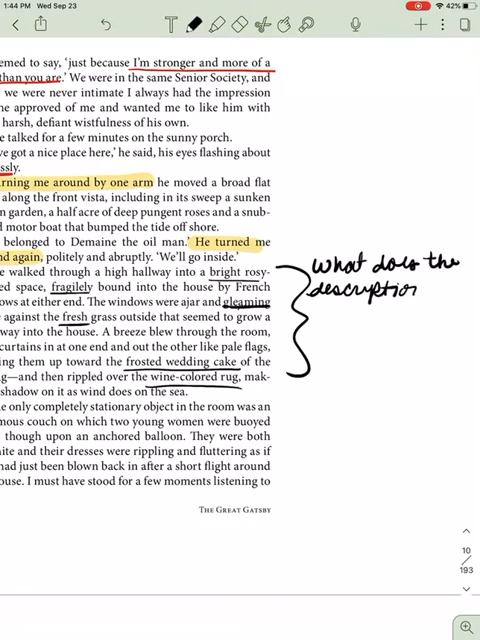 1:44 PM Wed Sep 23
42%
emed to say, ‘just because I’m stronger and more of a
than you are.’ We were in the same Senior Society, and
we were never intimate I always had the impression
he approved of me and wanted me to like him with
harsh, defiant wistfulness of his own.
e talked for a few minutes on the sunny porch.
ve got a nice place here,’ he said, his eyes flashing about
ssly.
rning me around by one arm he moved a broad flat
along the front vista, including in its sweep a sunken
n garden, a half acre of deep pungent roses and a snub-
d motor boat that bumped the tide off shore.
belonged to Demaine the oil man.’ He turned me
nd again, politely and abruptly. ‘We’ll go inside.’
e walked through a high hallway into a bright rosy-
ed space, fragilely bound into the house by French
ows at either end. The windows were ajar and gleaming
e against the fresh grass outside that seemed to grow a
way into the house. A breeze blew through the room,
curtains in at one end and out the other like pale flags,
ing them up toward the frosted wedding cake of the
g—and then rippled over the wine-colored rug, mak-
shadow on it as wind does on the sea.
e only completely stationary object in the room was an
mous couch on which two young women were buoyed
though upon an anchored balloon. They were both
hite and their dresses were rippling and fluttering as if
had just been blown back in after a short flight around
ouse. I must have stood for a few moments listening to
what does the
description
The Great Gatsby
10
193